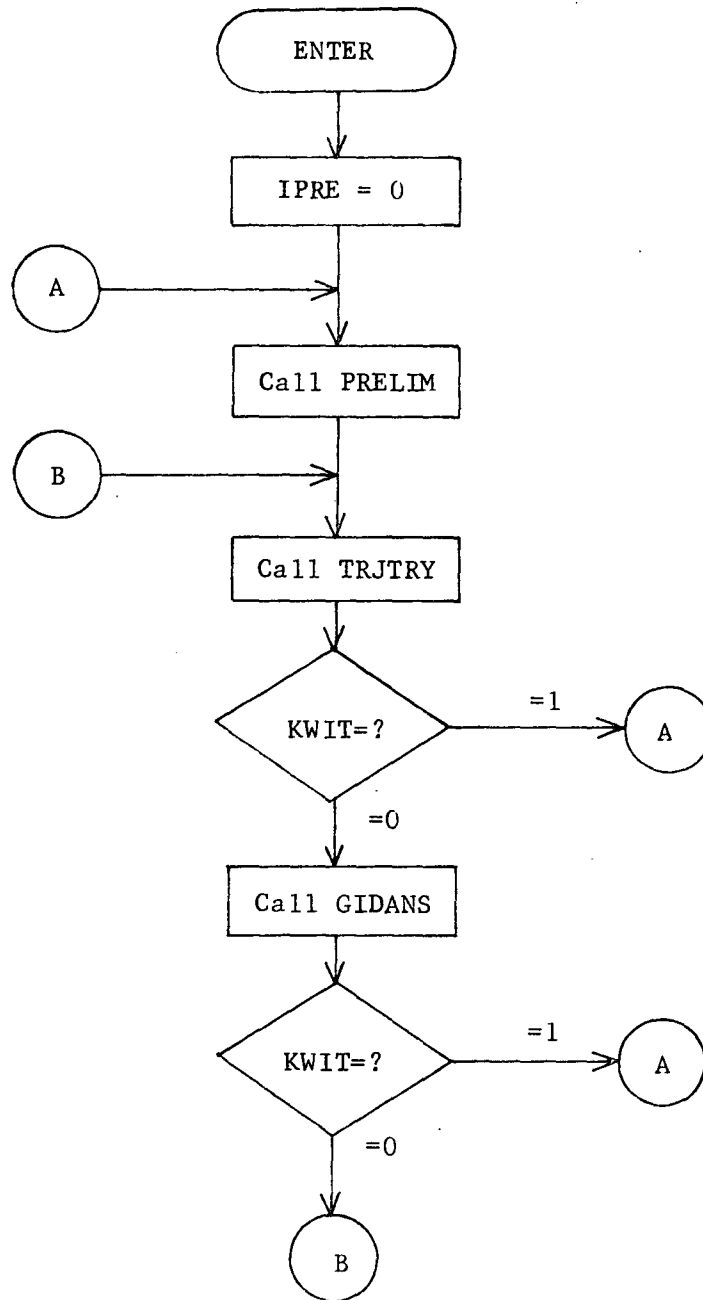 ENTER
IPRE = 0
A
Call PRELIM
B
Call TRJTRY
KWIT=?
=1
A
=0
Call GIDANS
KWIT=?
=1
A
=0
B